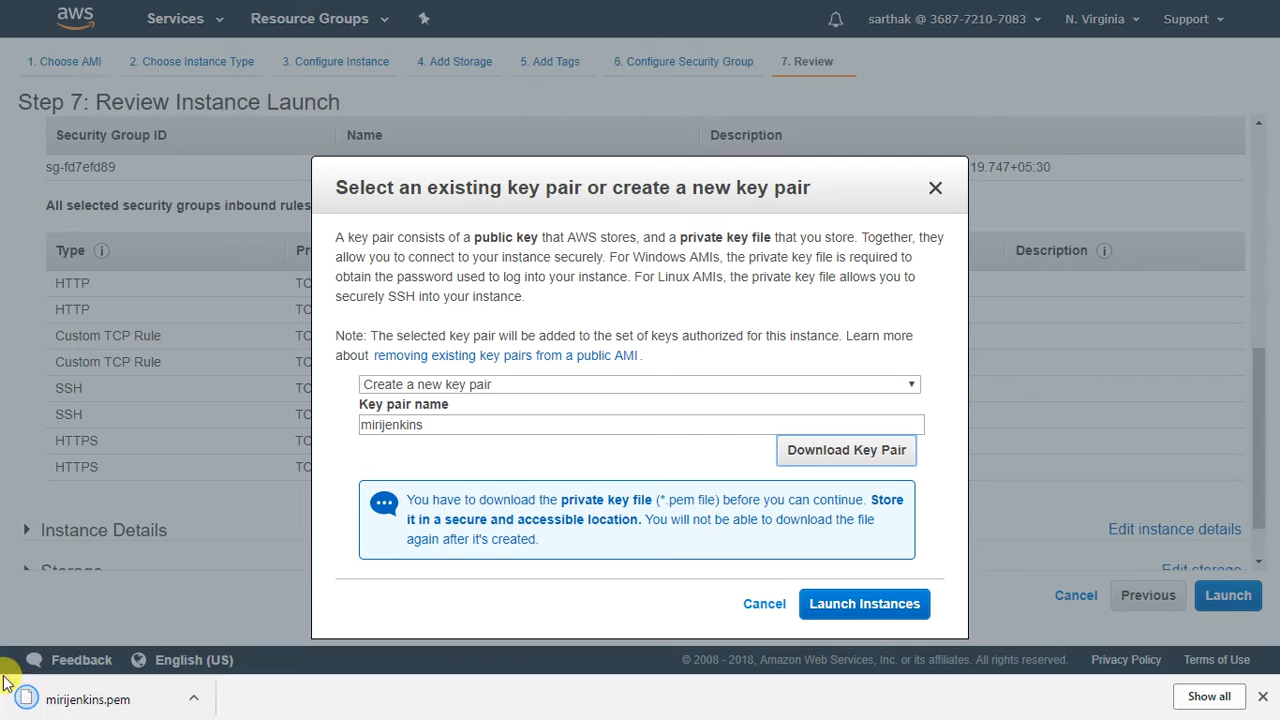 aws
Services
Resource Groups
sarthak @ 3687-7210-7083
N. Virginia
Support
1. Choose AMI
2. Choose Instance Type
3. Configure Instance
4. Add Storage
5. Add Tags
6. Configure Security Group
7. Review
Step 7: Review Instance Launch
Security Group ID
Name
Description
sg-fd7efd89
19.747+05:30
All selected security groups inbound rules
Type
Pr
Description
HTTP
TC
HTTP
TC
Custom TCP Rule
TC
Custom TCP Rule
TC
SSH
TC
SSH
TC
HTTPS
TC
HTTPS
TC
Instance Details
Edit instance details
Storage
Edit storage
Cancel
Previous
Launch
Select an existing key pair or create a new key pair
A key pair consists of a public key that AWS stores, and a private key file that you store. Together, they
allow you to connect to your instance securely. For Windows AMIs, the private key file is required to
obtain the password used to log into your instance. For Linux AMIs, the private key file allows you to
securely SSH into your instance.
Note: The selected key pair will be added to the set of keys authorized for this instance. Learn more
about removing existing key pairs from a public AMI .
Create a new key pair
Key pair name
mirijenkins
Download Key Pair
You have to download the private key file (*.pem file) before you can continue. Store
it in a secure and accessible location. You will not be able to download the file
again after it's created.
Cancel
Launch Instances
Feedback
English (US)
© 2008 - 2018, Amazon Web Services, Inc. or its affiliates. All rights reserved.
Privacy Policy
Terms of Use
mirijenkins.pem
Show all